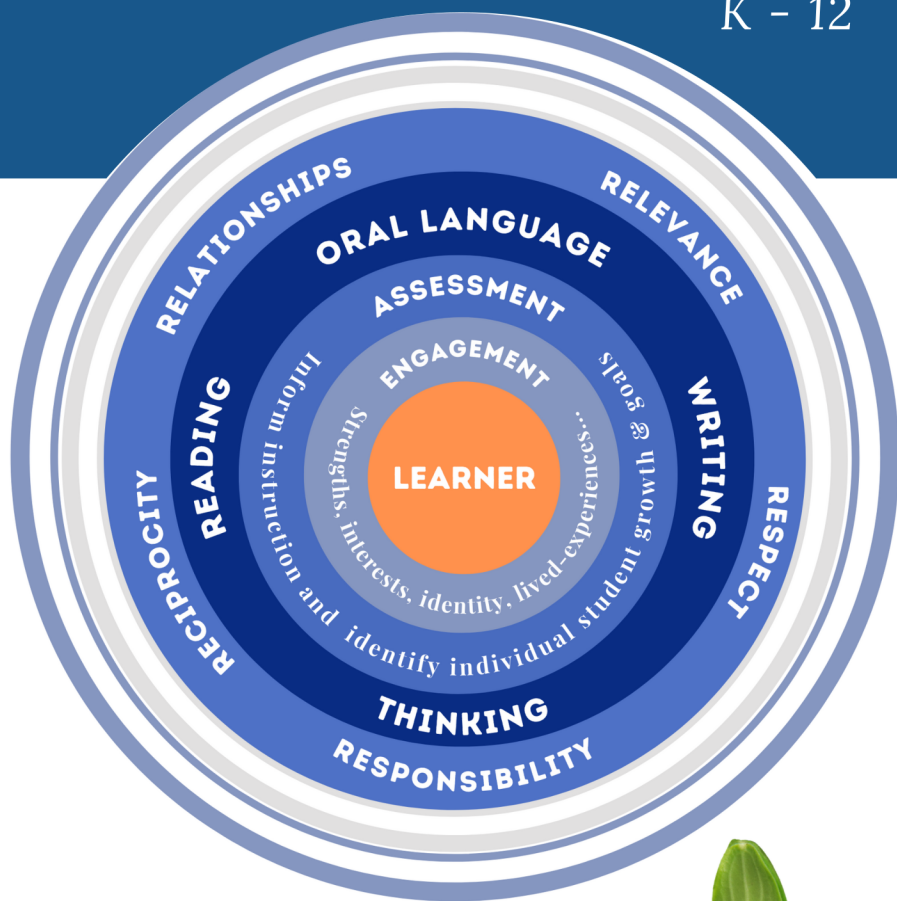 K - 12
RELATIONSHIPS
RELEVANCE
ORAL LANGUAGE
ASSESSMENT
ENGAGEMENT
READING
WRITING
LEARNER
Strengths, interests, identity, lived-experiences...
Inform instruction and identify individual student growth & goals
RECIPROCITY
RESPECT
THINKING
RESPONSIBILITY